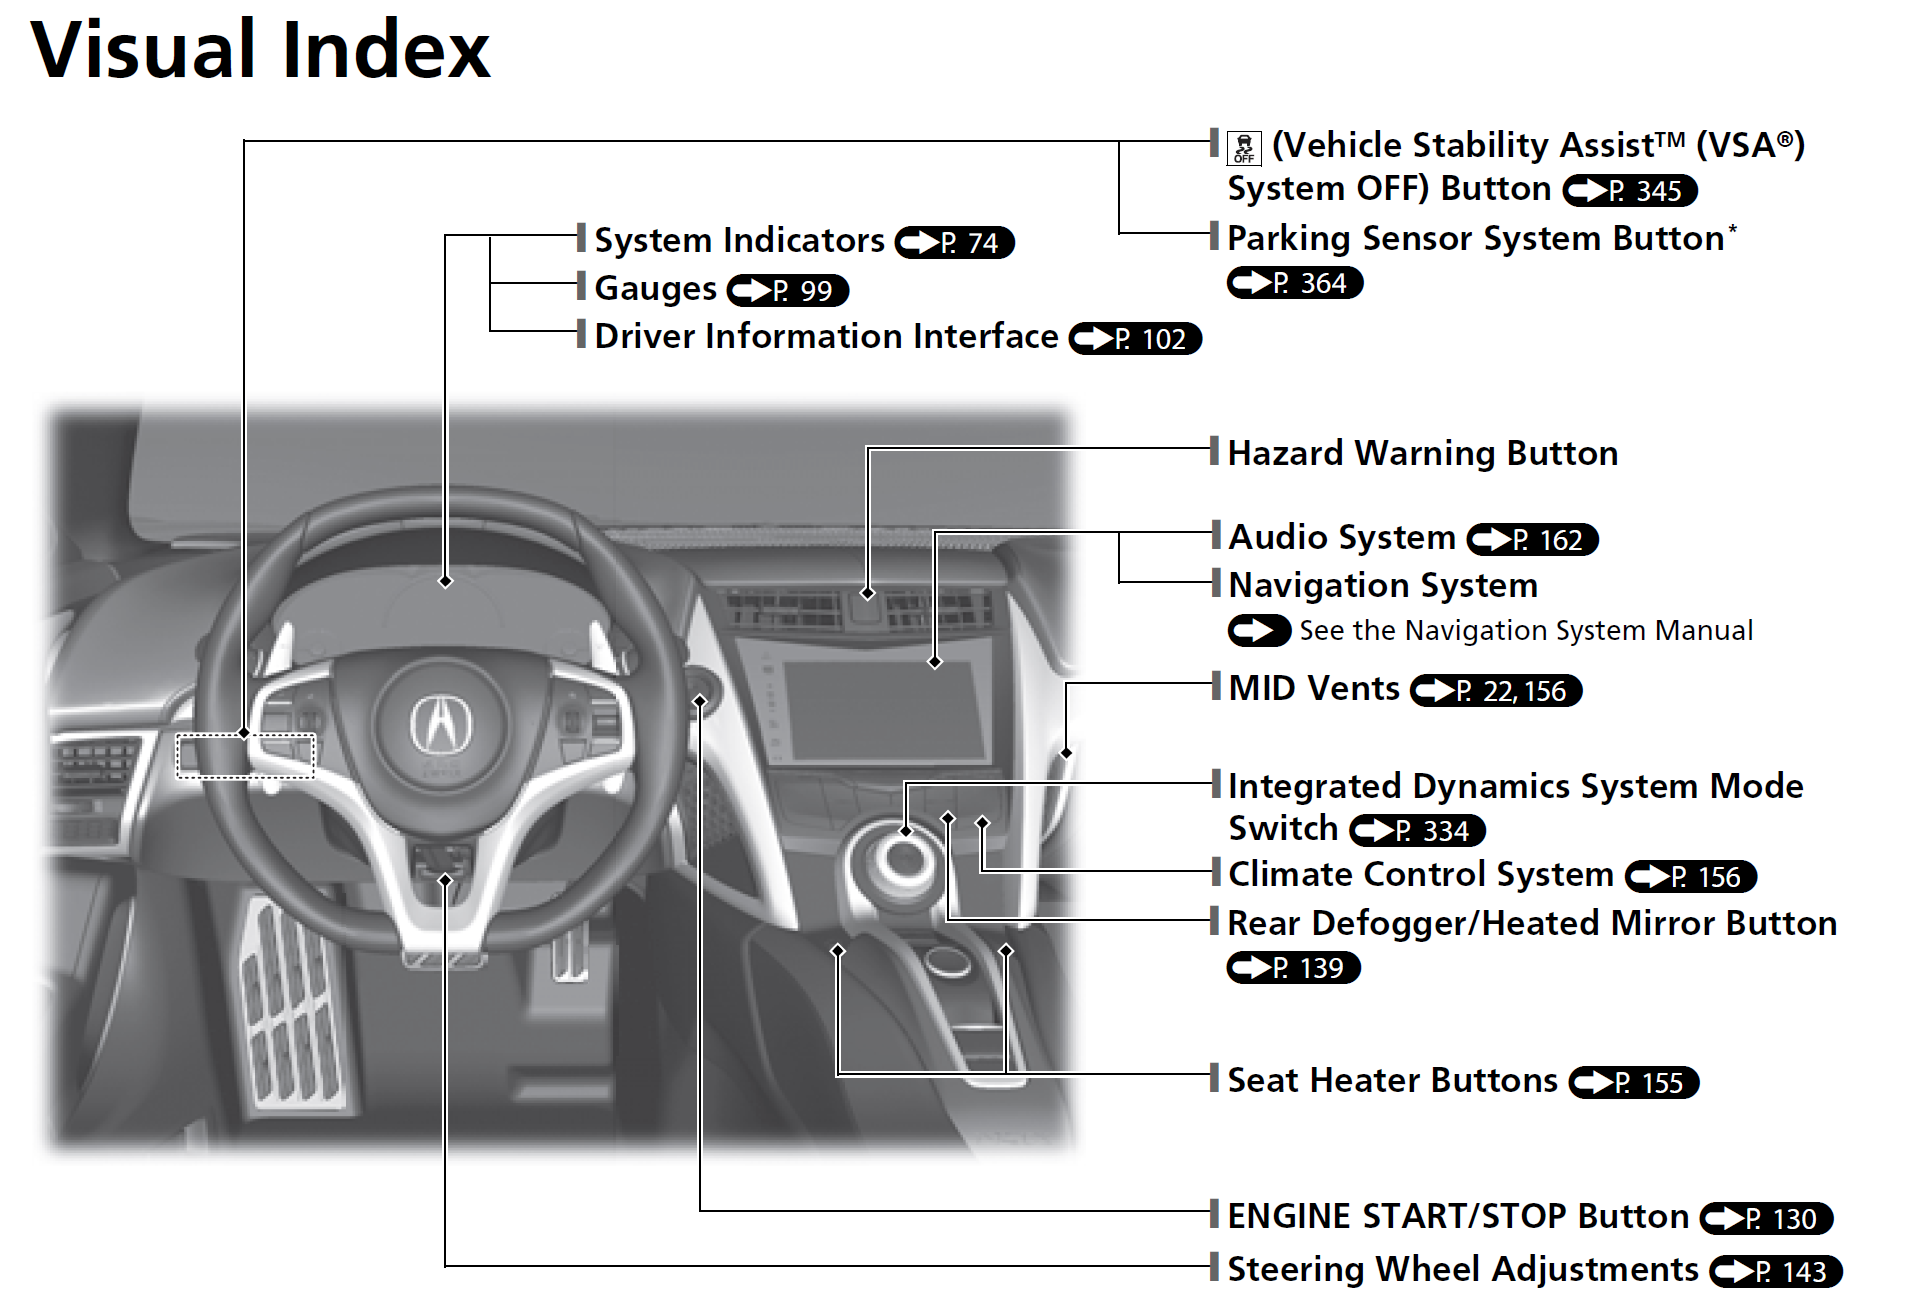 Visual Index
OFF (Vehicle Stability Assist™ (VSA®)
System OFF) Button P. 345
Parking Sensor System Button*
P. 364
System Indicators P. 74
Gauges P. 99
Driver Information Interface P. 102
Hazard Warning Button
Audio System P. 162
Navigation System
See the Navigation System Manual
MID Vents P. 22, 156
Integrated Dynamics System Mode
Switch P. 334
Climate Control System P. 156
Rear Defogger/Heated Mirror Button
P. 139
Seat Heater Buttons P. 155
ENGINE START/STOP Button P. 130
Steering Wheel Adjustments P. 143